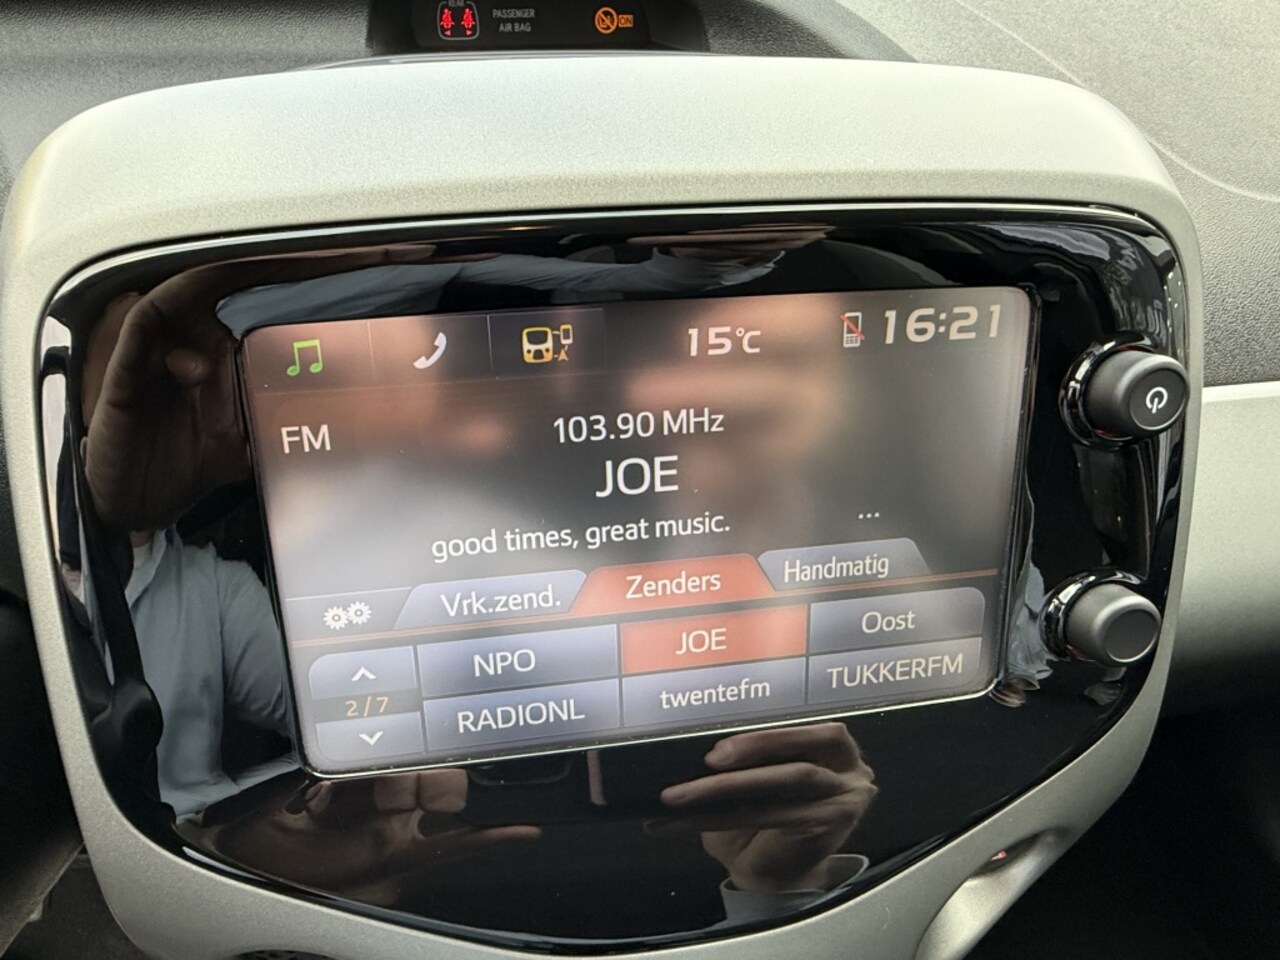 REAR
PASSENGER
AIR BAG
ON
15°C
16:21
FM
103.90 MHz
JOE
good times, great music.
...
Vrk.zend.
Zenders
Handmatig
NPO
JOE
Oost
2/7
RADIONL
twentefm
TUKKERFM